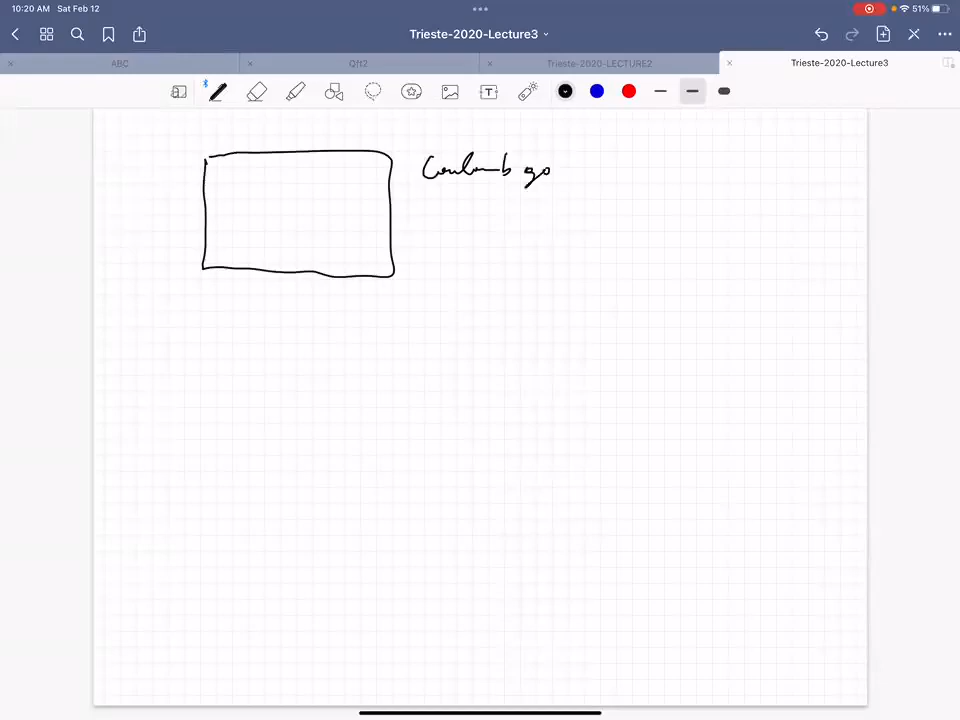 10:20 AM Sat Feb 12
51%
Trieste-2020-Lecture3
ABC
Qft2
Trieste-2020-LECTURE2
Trieste-2020-Lecture3
T
Coulomb go